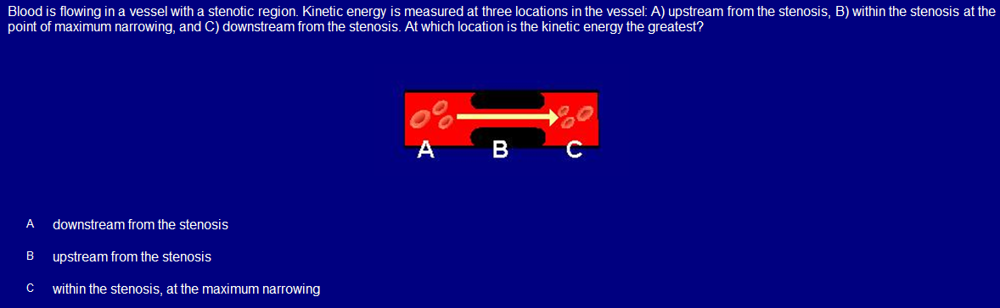 Blood is flowing in a vessel with a stenotic region. Kinetic energy is measured at three locations in the vessel: A) upstream from the stenosis, B) within the stenosis at the
point of maximum narrowing, and C) downstream from the stenosis. At which location is the kinetic energy the greatest?
A B C
A downstream from the stenosis
B upstream from the stenosis
C within the stenosis, at the maximum narrowing